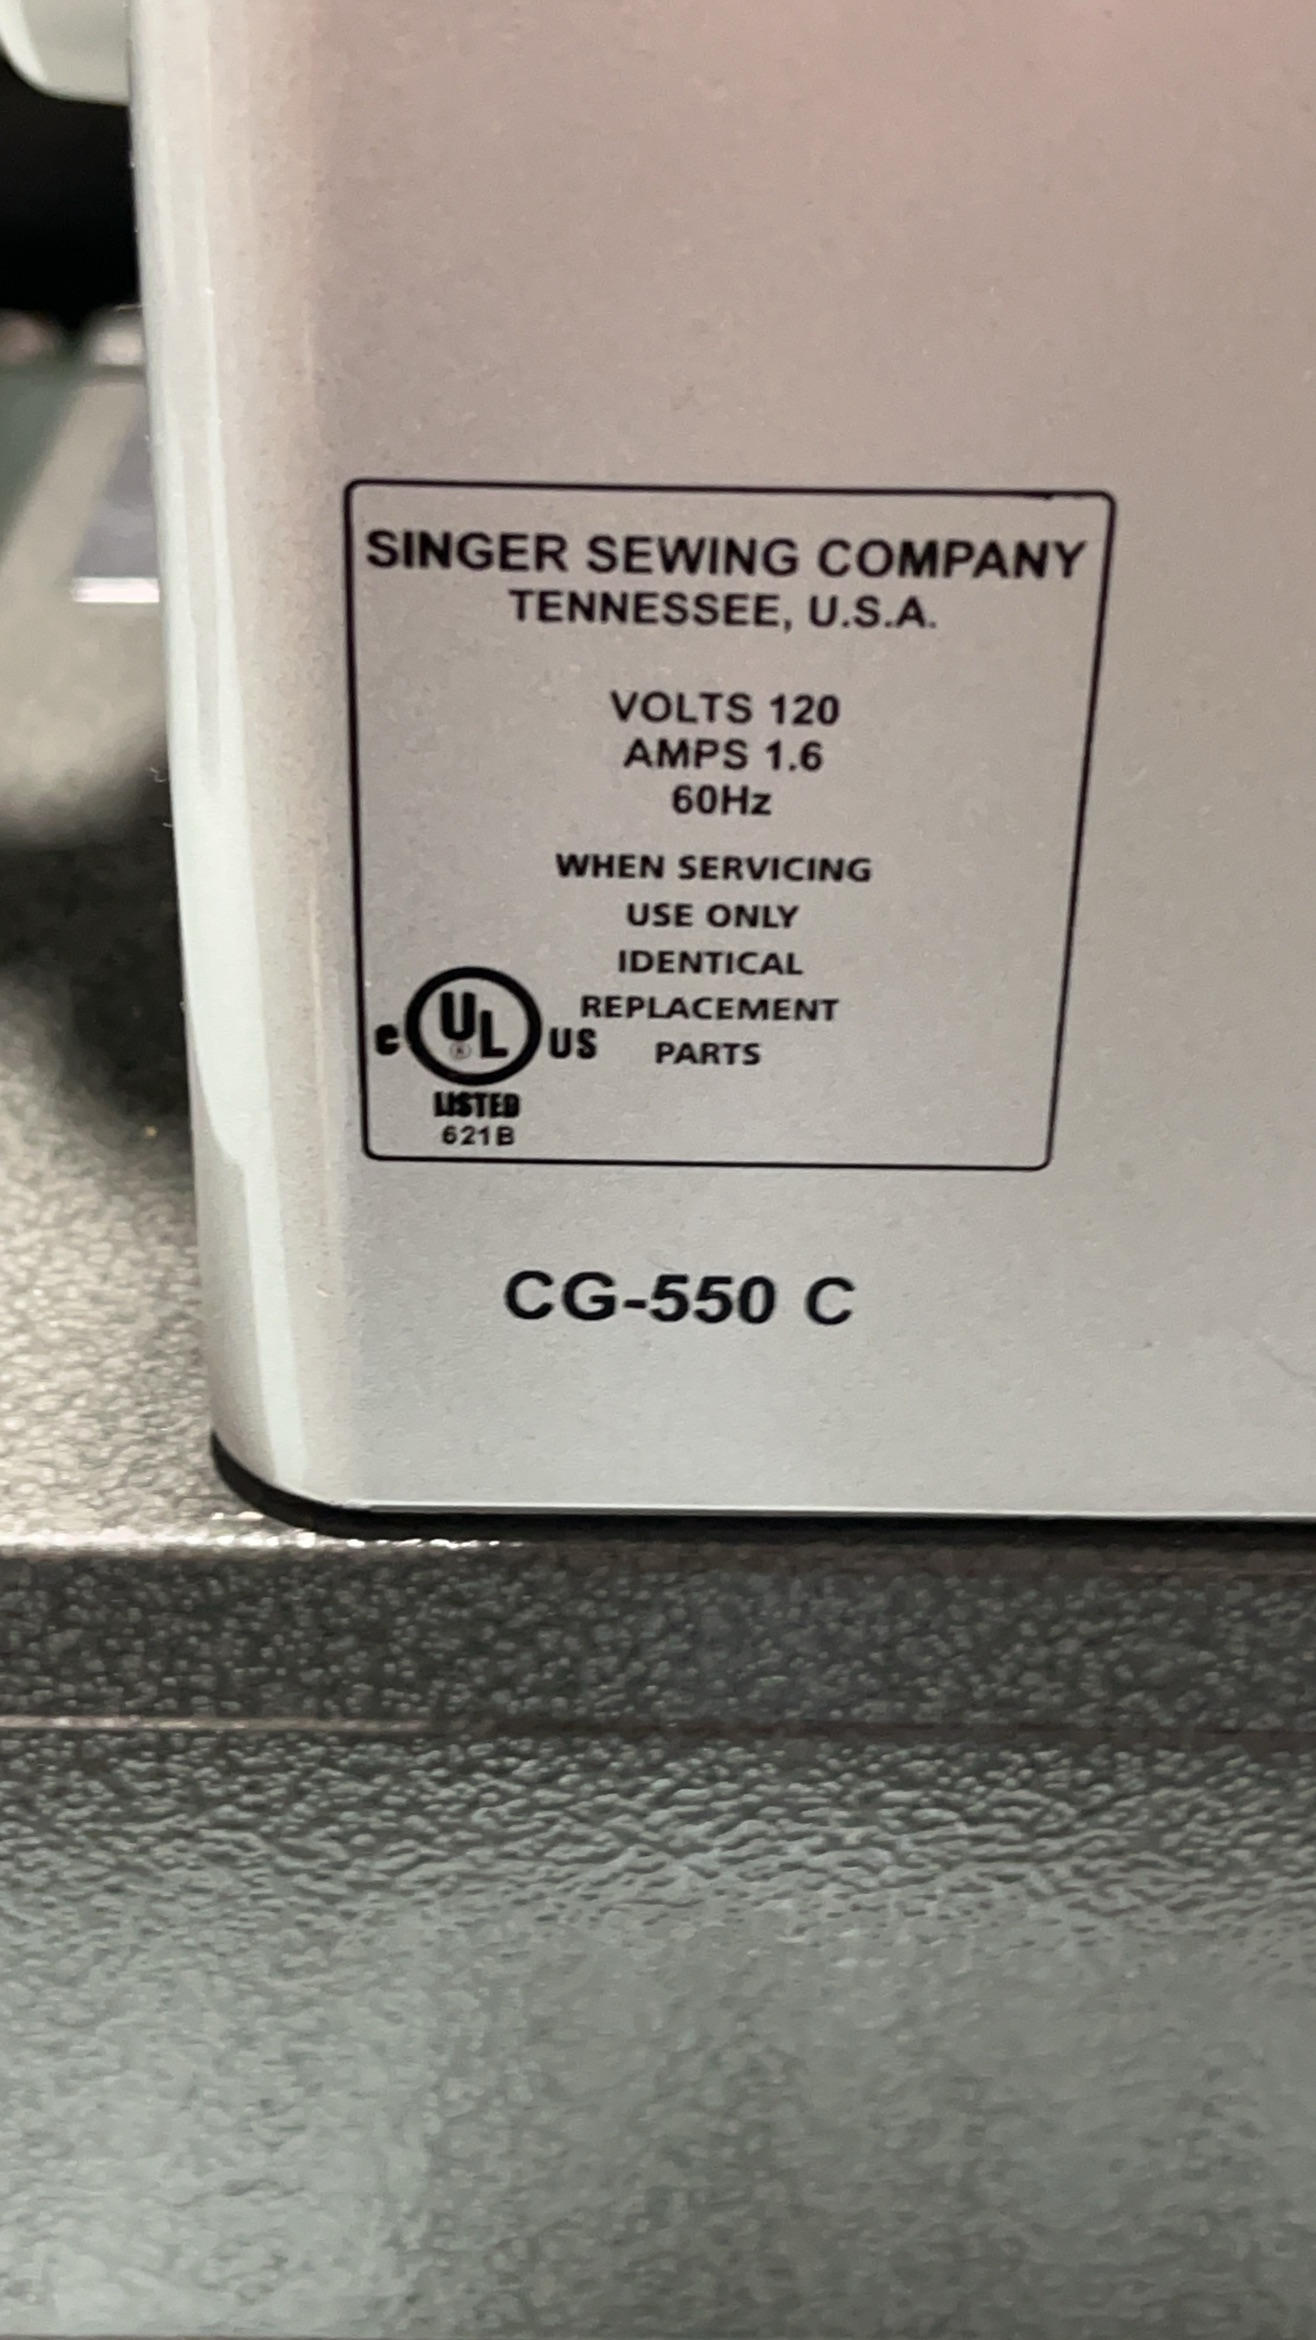 SINGER SEWING COMPANY
TENNESSEE, U.S.A.
VOLTS 120
AMPS 1.6
60Hz
WHEN SERVICING
USE ONLY
IDENTICAL
REPLACEMENT
PARTS
c UL ® US
LISTED
621B
CG-550 C